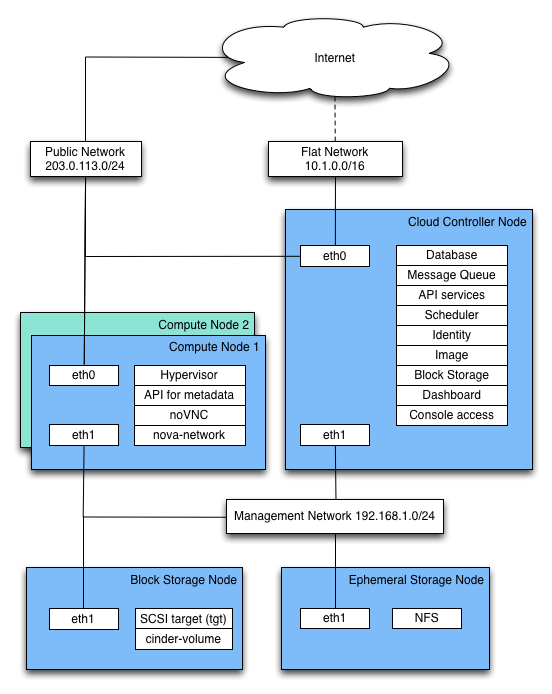 Internet
Public Network
203.0.113.0/24
Flat Network
10.1.0.0/16
Cloud Controller Node
eth0
Database
Message Queue
API services
Scheduler
Identity
Image
Block Storage
Dashboard
Console access
eth1
Compute Node 2
Compute Node 1
eth0
Hypervisor
API for metadata
noVNC
nova-network
eth1
Management Network 192.168.1.0/24
Block Storage Node
eth1
SCSI target (tgt)
cinder-volume
Ephemeral Storage Node
eth1
NFS